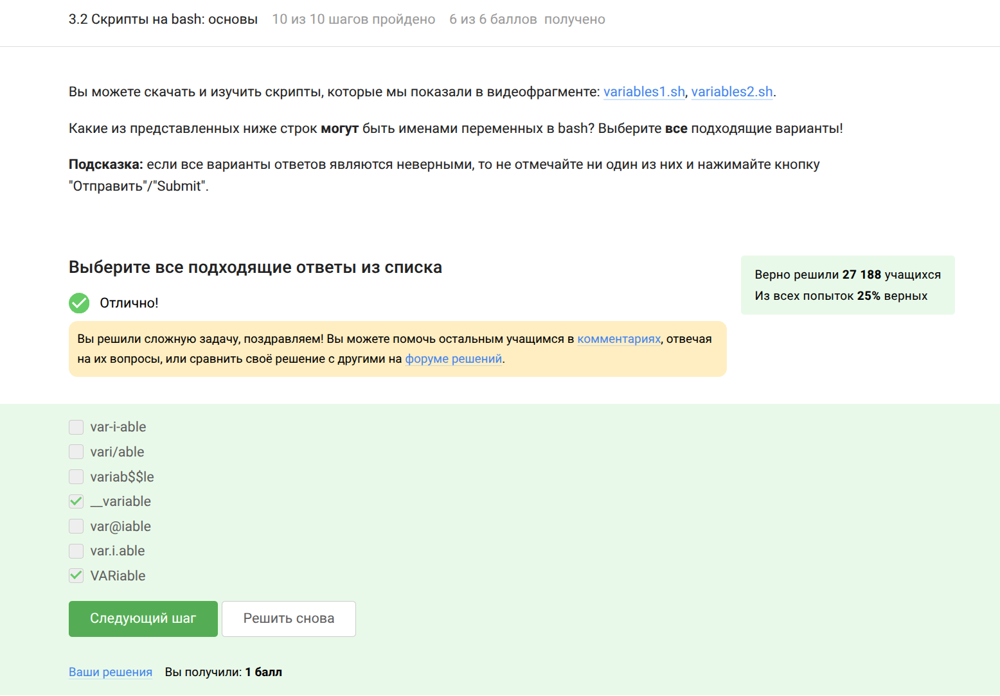 3.2 Скрипты на bash: основы 10 из 10 шагов пройдено 6 из 6 баллов получено
Вы можете скачать и изучить скрипты, которые мы показали в видеофрагменте: variables1.sh, variables2.sh.
Какие из представленных ниже строк могут быть именами переменных в bash? Выберите все подходящие варианты!
Подсказка: если все варианты ответов являются неверными, то не отмечайте ни один из них и нажимайте кнопку
"Отправить"/"Submit".
Выберите все подходящие ответы из списка
Верно решили 27 188 учащихся
Из всех попыток 25% верных
Отлично!
Вы решили сложную задачу, поздравляем! Вы можете помочь остальным учащимся в комментариях, отвечая
на их вопросы, или сравнить своё решение с другими на форуме решений.
var-i-able
vari/able
variab$$le
__variable
var@iable
var.i.able
VARiable
Следующий шаг Решить снова
Ваши решения Вы получили: 1 балл